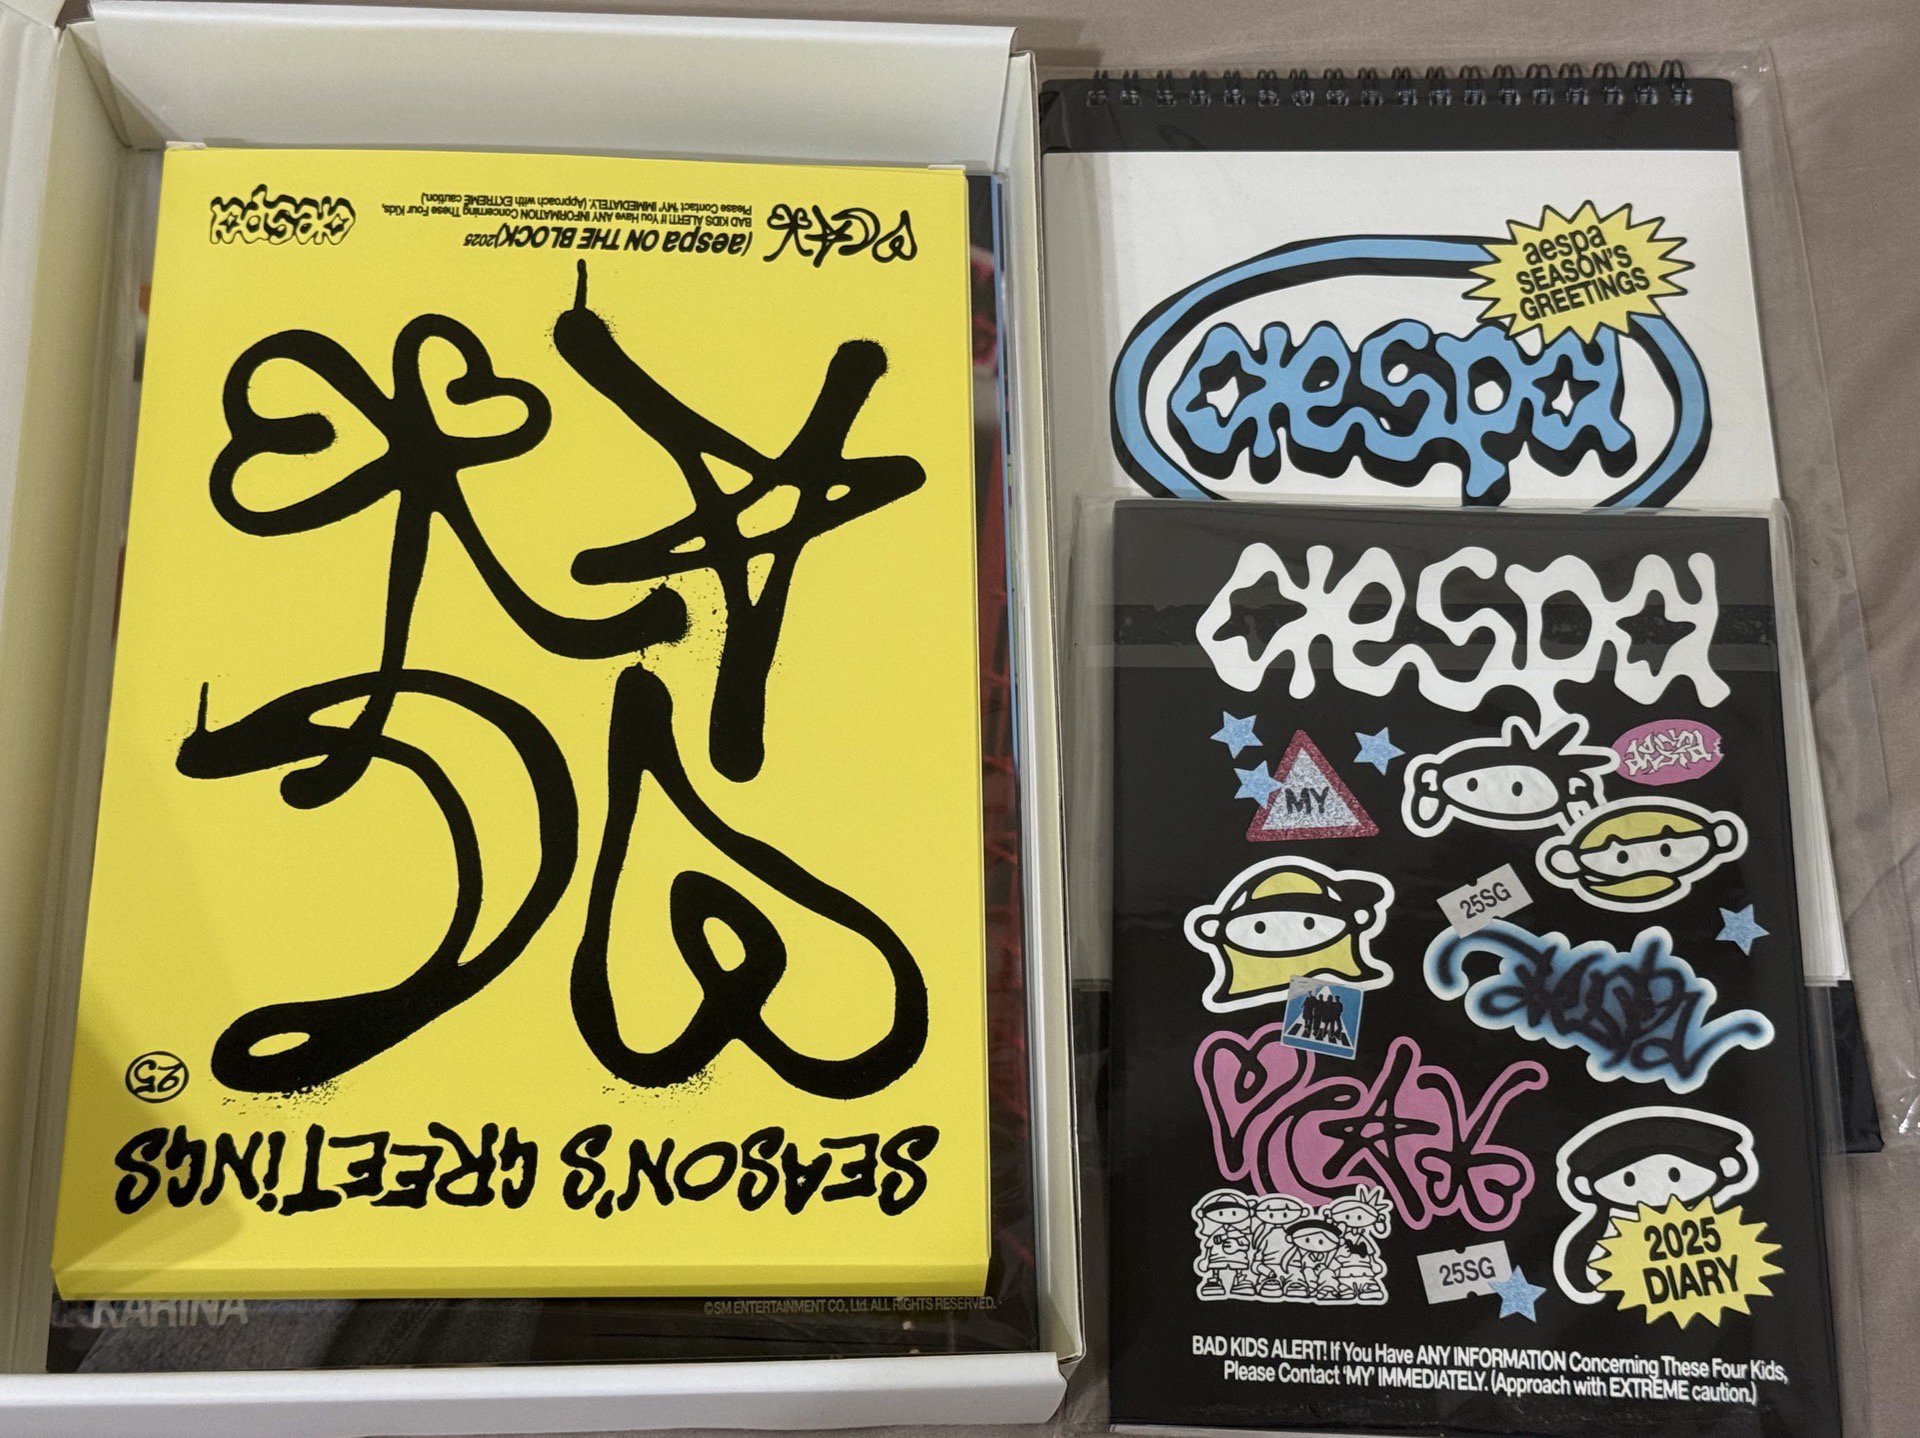 aespa
(aespa ON THE BLOCK)2025
BAD KIDS ALERT! If You Have ANY INFORMATION Concerning These Four Kids,
Please Contact 'MY' IMMEDIATELY. (Approach with EXTREME caution.)
25
SEASON'S GREETiNGS
KARINA
©SM ENTERTAINMENT CO., Ltd. ALL RIGHTS RESERVED.
aespa
SEASON'S
GREETINGS
aespa
aespa
MY
aespa
25SG
aespa
25SG
2025
DIARY
BAD KIDS ALERT! If You Have ANY INFORMATION Concerning These Four Kids,
Please Contact 'MY' IMMEDIATELY. (Approach with EXTREME caution.)